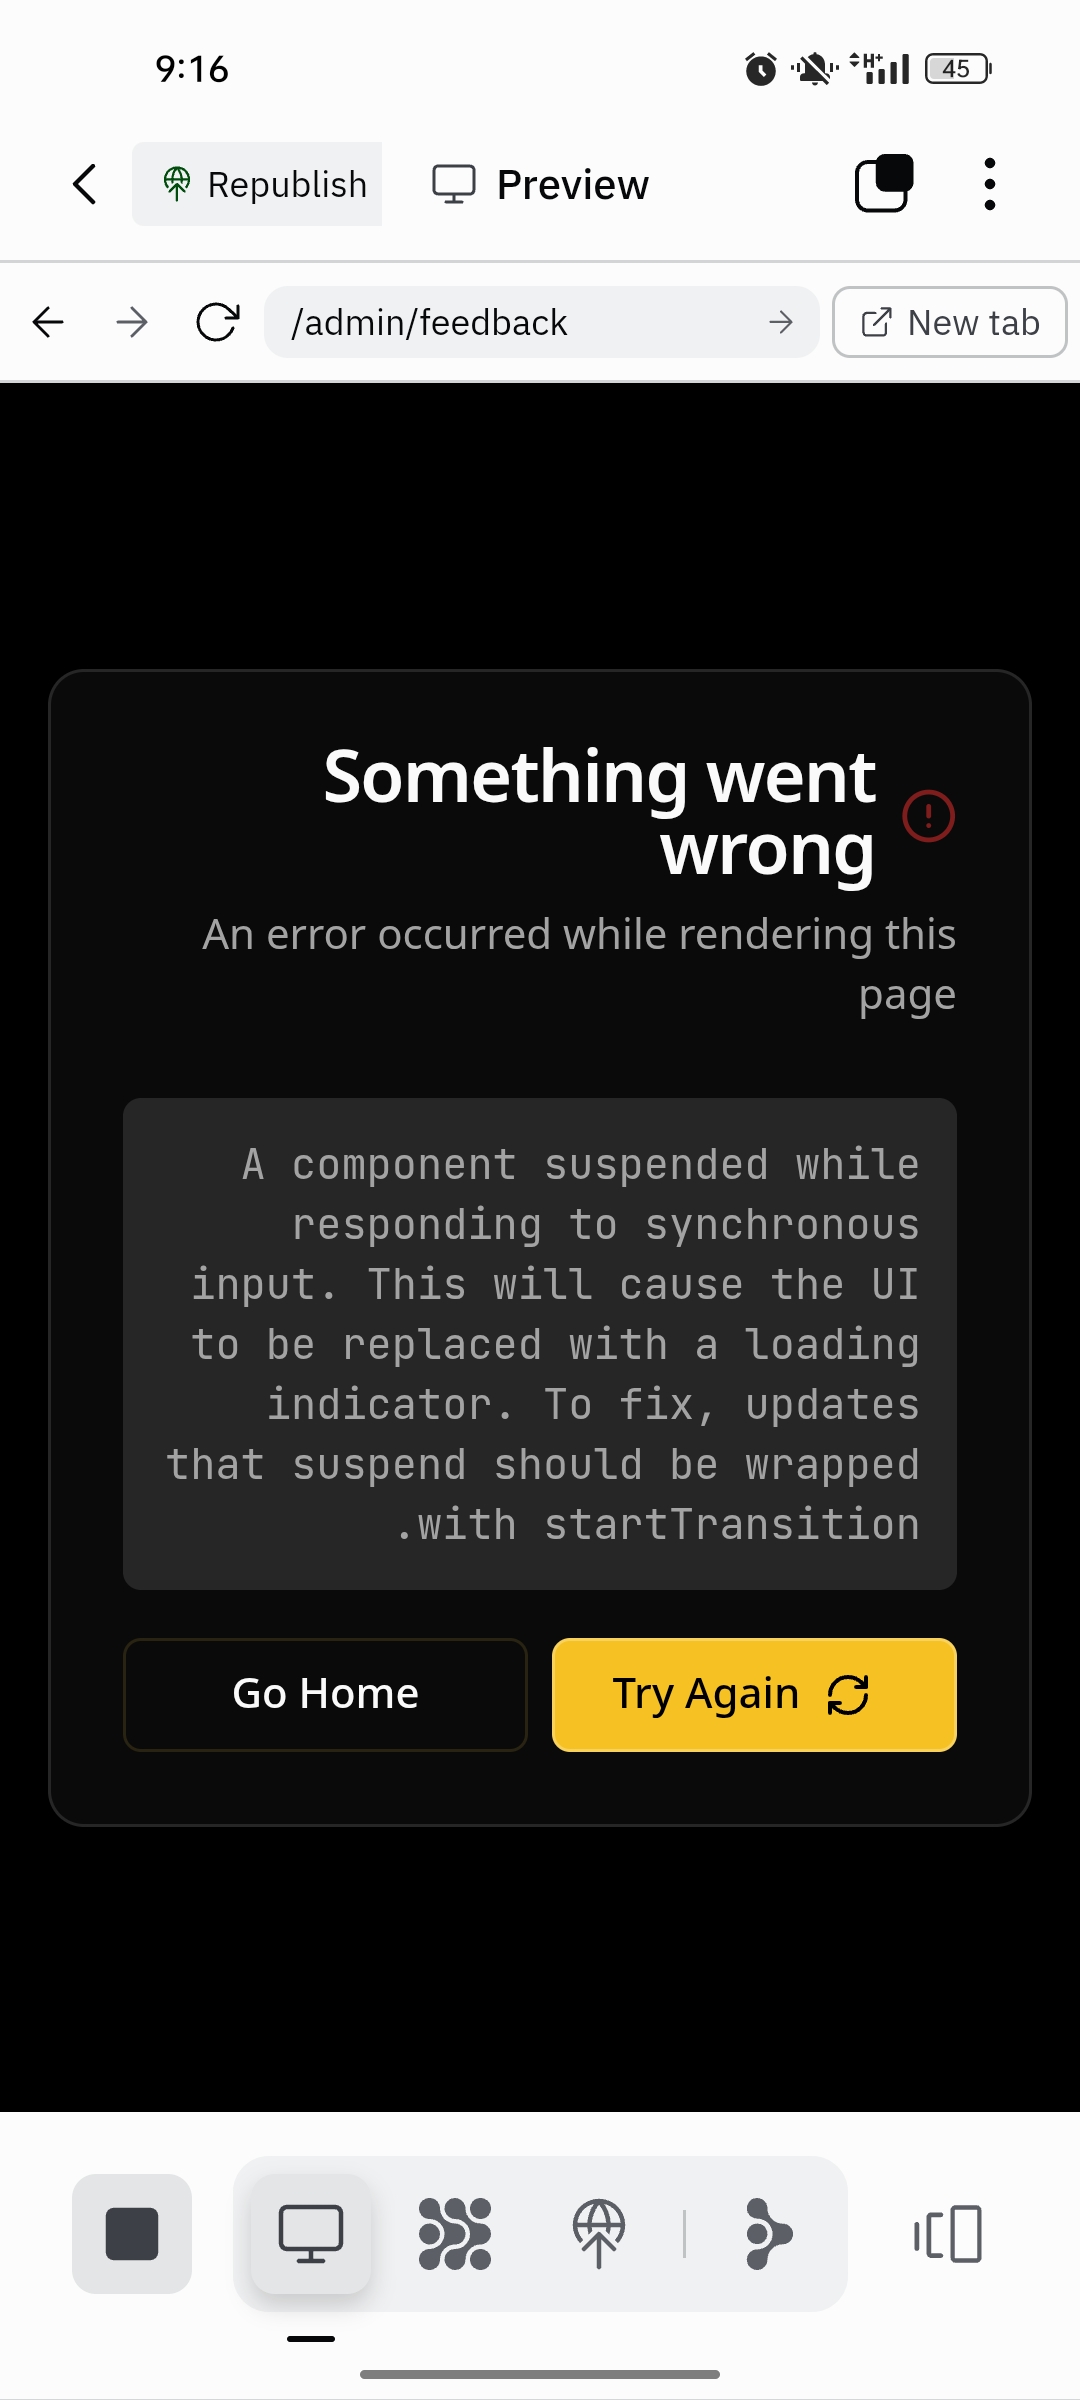 9:16
H+
45
Republish
Preview
/admin/feedback
New tab
Something went
wrong
An error occurred while rendering this
page
A component suspended while
responding to synchronous
input. This will cause the UI
to be replaced with a loading
indicator. To fix, updates
that suspend should be wrapped
.with startTransition
Go Home
Try Again